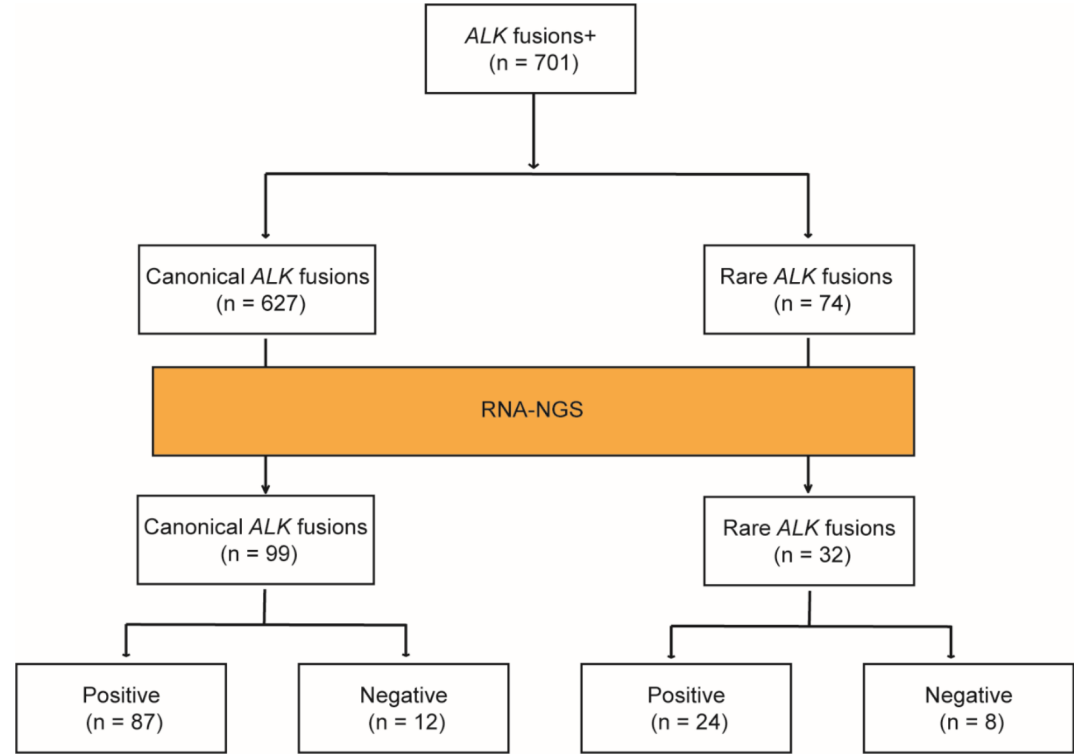 ALK fusions+
(n = 701)
Canonical ALK fusions
(n = 627)
Rare ALK fusions
(n = 74)
RNA-NGS
Canonical ALK fusions
(n = 99)
Rare ALK fusions
(n = 32)
Positive
(n = 87)
Negative
(n = 12)
Positive
(n = 24)
Negative
(n = 8)